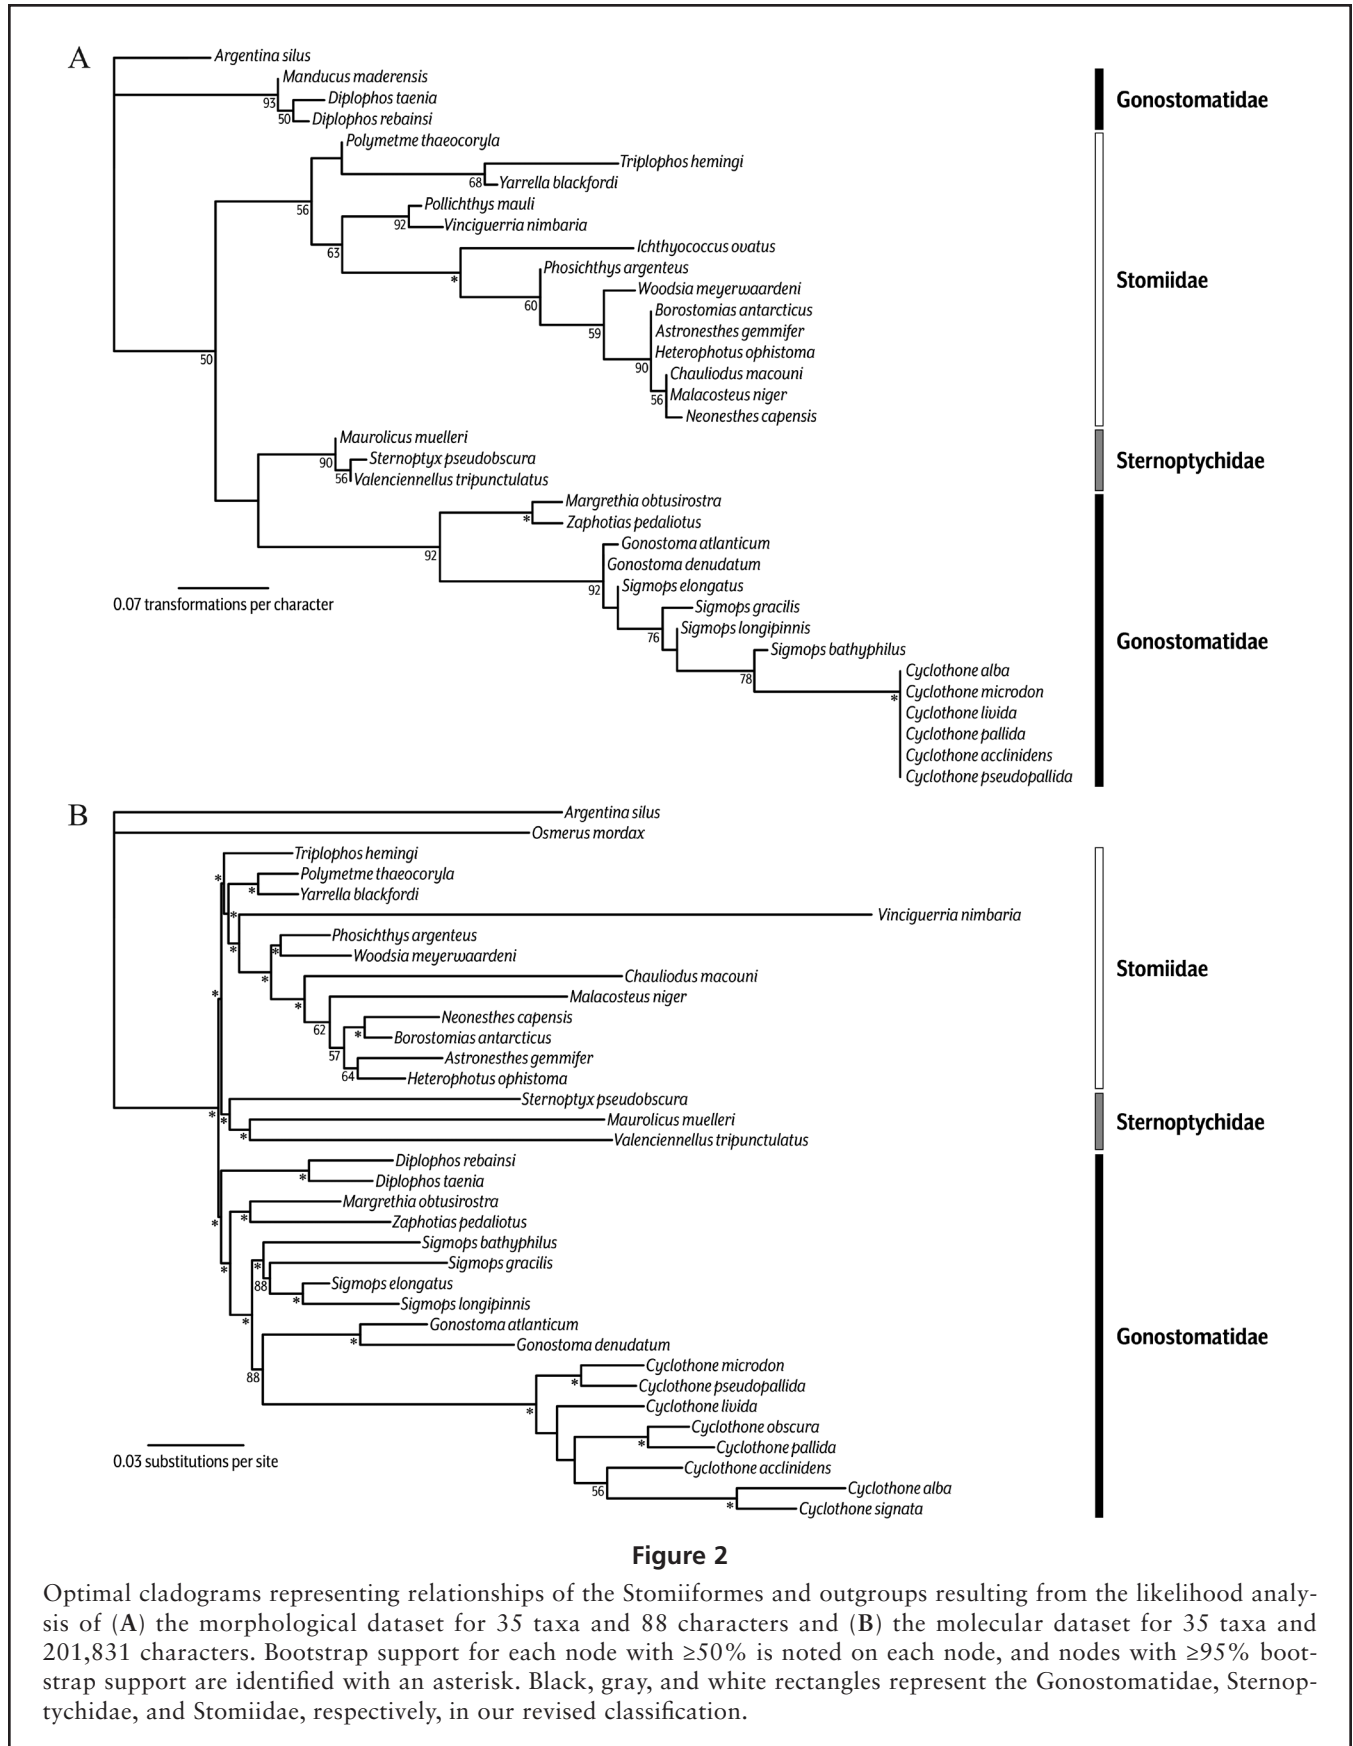 A
Argentina silus
Manducus maderensis
93
Diplophos taenia
50
Diplophos rebainsi
Gonostomatidae
Polymetme thaeocoryla
Triplophos hemingi
68
Yarrella blackfordi
56
Pollichthys mauli
92
Vinciguerria nimbaria
63
Ichthyococcus ovatus
*
Phosichthys argenteus
60
Woodsia meyerwaardeni
59
Borostomias antarcticus
Astronesthes gemmifer
Heterophotus ophistoma
90
Chauliodus macouni
56
Malacosteus niger
Neonesthes capensis
Stomiidae
50
Maurolicus muelleri
90
Sternoptyx pseudobscura
56
Valenciennellus tripunctulatus
Sternoptychidae
Margrethia obtusirostra
*
Zaphotias pedaliotus
92
Gonostoma atlanticum
Gonostoma denudatum
92
Sigmops elongatus
Sigmops gracilis
76
Sigmops longipinnis
Sigmops bathyphilus
78
Cyclothone alba
*
Cyclothone microdon
Cyclothone livida
Cyclothone pallida
Cyclothone acclinidens
Cyclothone pseudopallida
Gonostomatidae
0.07 transformations per character
B
Argentina silus
Osmerus mordax
Triplophos hemingi
*
Polymetme thaeocoryla
*
Yarrella blackfordi
*
Vinciguerria nimbaria
*
Phosichthys argenteus
*
Woodsia meyerwaardeni
*
Chauliodus macouni
*
Malacosteus niger
62
Neonesthes capensis
*
Borostomias antarcticus
57
Astronesthes gemmifer
64
Heterophotus ophistoma
Stomiidae
*
*
Sternoptyx pseudobscura
*
Maurolicus muelleri
*
Valenciennellus tripunctulatus
Sternoptychidae
Diplophos rebainsi
*
Diplophos taenia
*
Margrethia obtusirostra
*
Zaphotias pedaliotus
*
Sigmops bathyphilus
*
Sigmops gracilis
88
Sigmops elongatus
*
Sigmops longipinnis
*
Gonostoma atlanticum
*
Gonostoma denudatum
88
Cyclothone microdon
*
Cyclothone pseudopallida
*
Cyclothone livida
Cyclothone obscura
*
Cyclothone pallida
Cyclothone acclinidens
56
Cyclothone alba
*
Cyclothone signata
Gonostomatidae
0.03 substitutions per site
Figure 2
Optimal cladograms representing relationships of the Stomiiformes and outgroups resulting from the likelihood analy-
sis of (A) the morphological dataset for 35 taxa and 88 characters and (B) the molecular dataset for 35 taxa and
201,831 characters. Bootstrap support for each node with ≥50% is noted on each node, and nodes with ≥95% boot-
strap support are identified with an asterisk. Black, gray, and white rectangles represent the Gonostomatidae, Sternop-
tychidae, and Stomiidae, respectively, in our revised classification.